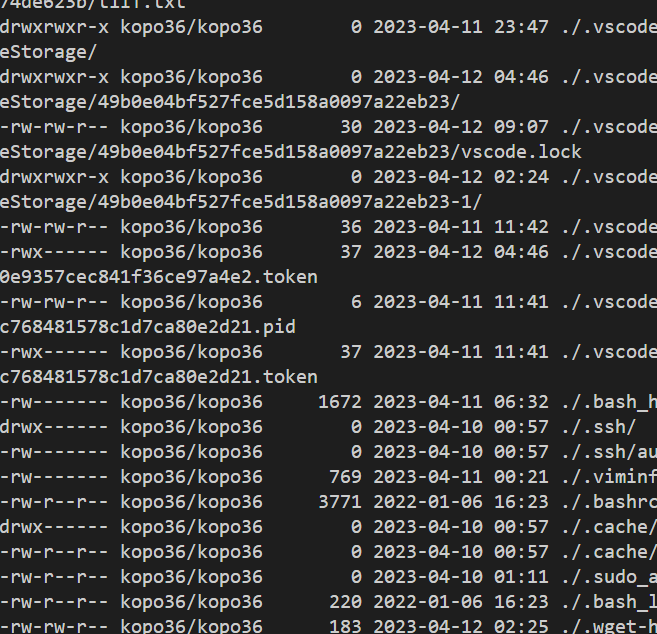 74de623b/tiff.txt
drwxrwxr-x kopo36/kopo36        0 2023-04-11 23:47 ./.vscode
eStorage/
drwxrwxr-x kopo36/kopo36        0 2023-04-12 04:46 ./.vscode
eStorage/49b0e04bf527fce5d158a0097a22eb23/
-rw-rw-r-- kopo36/kopo36       30 2023-04-12 09:07 ./.vscode
eStorage/49b0e04bf527fce5d158a0097a22eb23/vscode.lock
drwxrwxr-x kopo36/kopo36        0 2023-04-12 02:24 ./.vscode
eStorage/49b0e04bf527fce5d158a0097a22eb23-1/
-rw-rw-r-- kopo36/kopo36       36 2023-04-11 11:42 ./.vscode
-rwx------ kopo36/kopo36       37 2023-04-12 04:46 ./.vscode
0e9357cec841f36ce97a4e2.token
-rw-rw-r-- kopo36/kopo36        6 2023-04-11 11:41 ./.vscode
c768481578c1d7ca80e2d21.pid
-rwx------ kopo36/kopo36       37 2023-04-11 11:41 ./.vscode
c768481578c1d7ca80e2d21.token
-rw------- kopo36/kopo36     1672 2023-04-11 06:32 ./.bash_h
drwx------ kopo36/kopo36        0 2023-04-10 00:57 ./.ssh/
-rw------- kopo36/kopo36        0 2023-04-10 00:57 ./.ssh/au
-rw------- kopo36/kopo36      769 2023-04-11 00:21 ./.viminf
-rw-r--r-- kopo36/kopo36     3771 2022-01-06 16:23 ./.bashrc
drwx------ kopo36/kopo36        0 2023-04-10 00:57 ./.cache/
-rw-r--r-- kopo36/kopo36        0 2023-04-10 00:57 ./.cache/
-rw-r--r-- kopo36/kopo36        0 2023-04-10 01:11 ./.sudo_a
-rw-r--r-- kopo36/kopo36      220 2022-01-06 16:23 ./.bash_l
-rw-rw-r-- kopo36/kopo36      183 2023-04-12 02:25 ./.wget-h